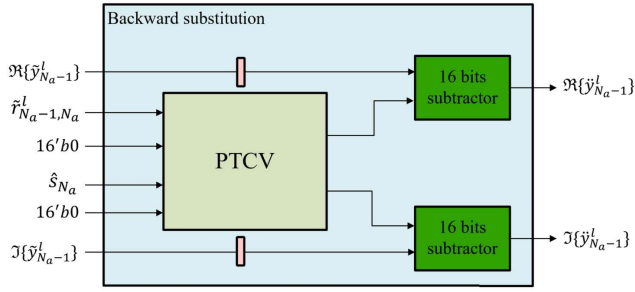 Backward substitution
ℜ{ỹ^l_{N_a−1}}
r̃^l_{N_a−1,N_a}
16′b0
ŝ_{N_a}
16′b0
ℑ{ỹ^l_{N_a−1}}
PTCV
16 bits
subtractor
ℜ{ÿ^l_{N_a−1}}
16 bits
subtractor
ℑ{ÿ^l_{N_a−1}}